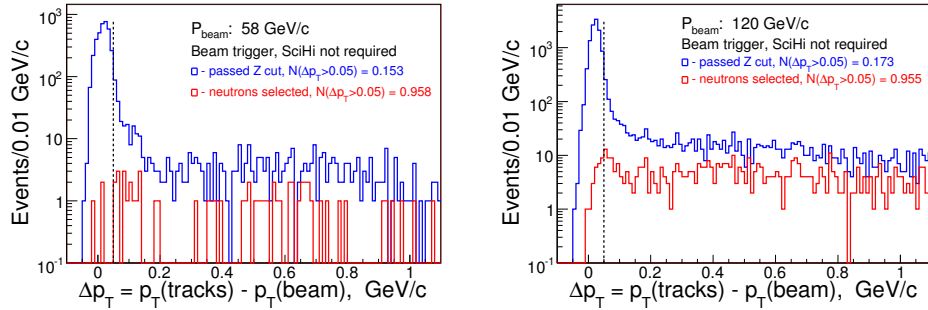 P_beam: 58 GeV/c
Beam trigger, SciHi not required
- passed Z cut, N(Δp_T>0.05) = 0.153
- neutrons selected, N(Δp_T>0.05) = 0.958
Events/0.01 GeV/c
10^3
10^2
10
1
10^-1
0 0.2 0.4 0.6 0.8 1
Δp_T = p_T(tracks) - p_T(beam), GeV/c
P_beam: 120 GeV/c
Beam trigger, SciHi not required
- passed Z cut, N(Δp_T>0.05) = 0.173
- neutrons selected, N(Δp_T>0.05) = 0.955
Events/0.01 GeV/c
10^3
10^2
10
1
10^-1
0 0.2 0.4 0.6 0.8 1
Δp_T = p_T(tracks) - p_T(beam), GeV/c